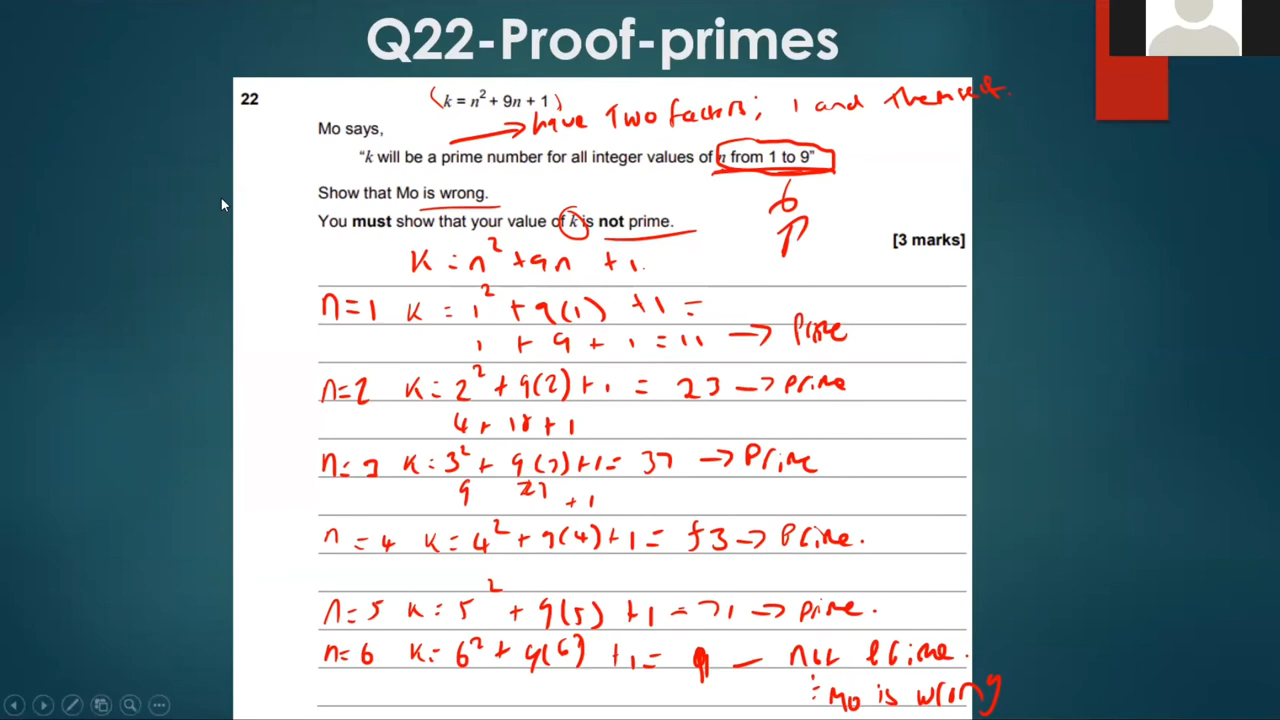 Q22-Proof-primes
22
(k = n² + 9n + 1)
→ have Two factors; 1 and themself.
Mo says,
“k will be a prime number for all integer values of n from 1 to 9”
Show that Mo is wrong.
6
You must show that your value of k is not prime.
[3 marks]
K = n² + 9n + 1.
n=1 K = 1² + 9(1) + 1 =
1 + 9 + 1 = 11 → Prime
n=2 K = 2² + 9(2) + 1 = 23 → Prime
4 + 18 + 1
n=3 K = 3² + 9(3) + 1 = 37 → Prime
9 27 + 1
n=4 K = 4² + 9(4) + 1 = 53 → Prime.
n=5 K = 5² + 9(5) + 1 = 71 → Prime.
n=6 K = 6² + 9(6) + 1 = 91 — not Prime.
∴ Mo is wrong